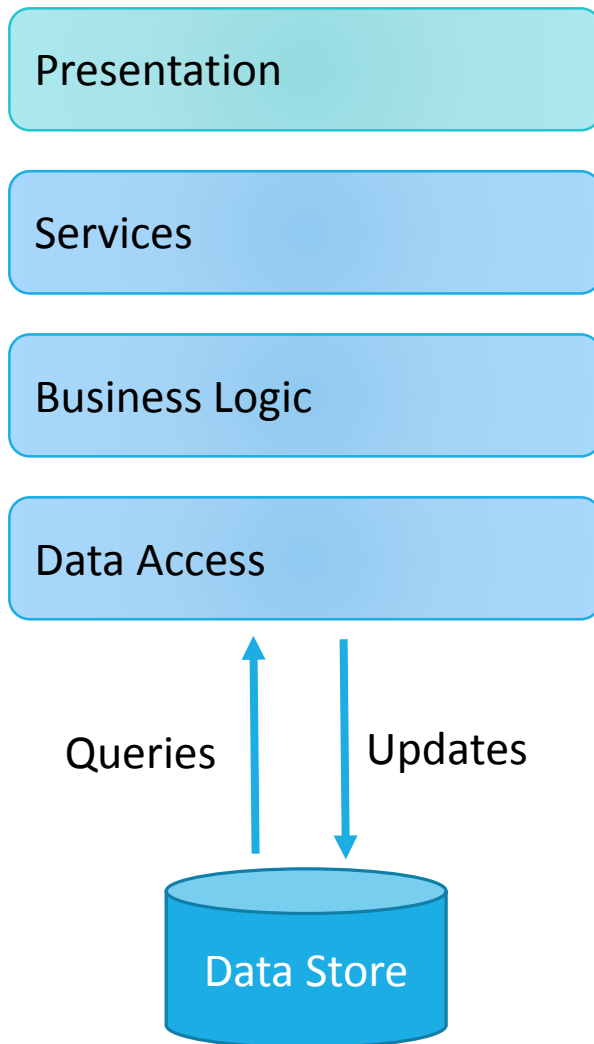 Presentation
Services
Business Logic
Data Access
Queries
Updates
Data Store